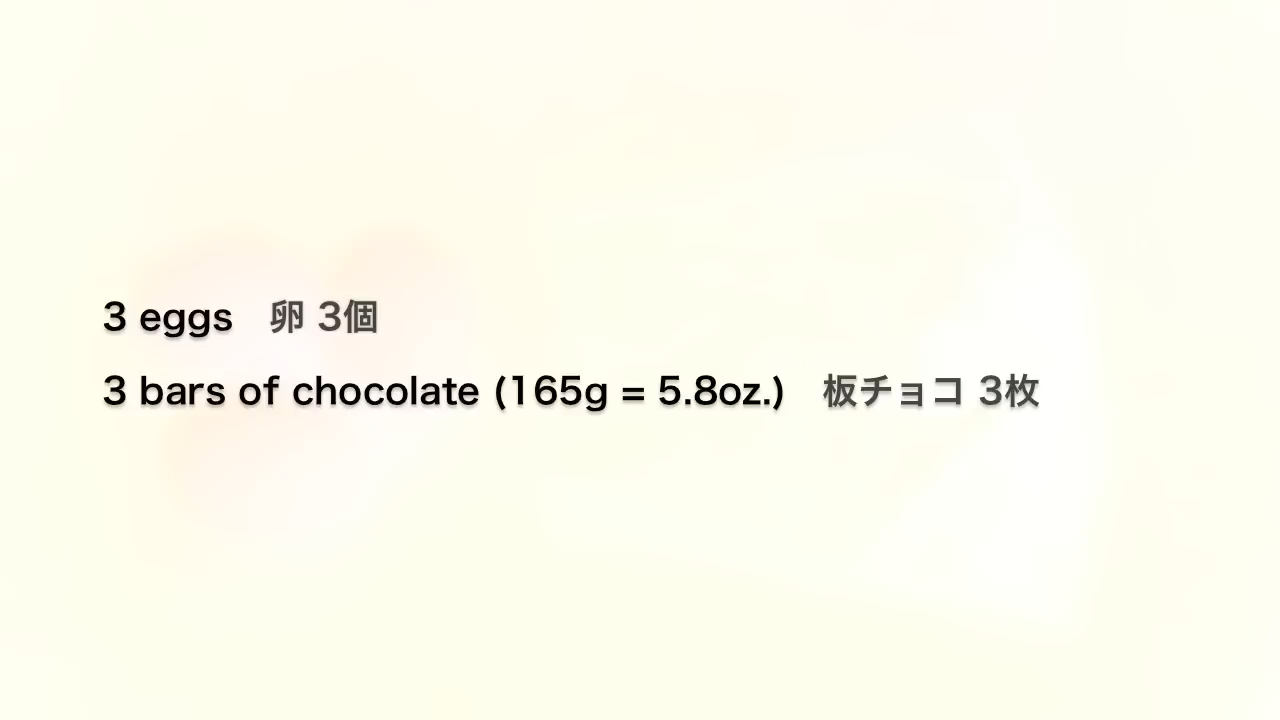 3 eggs　卵 3個
3 bars of chocolate (165g = 5.8oz.)　板チョコ 3枚